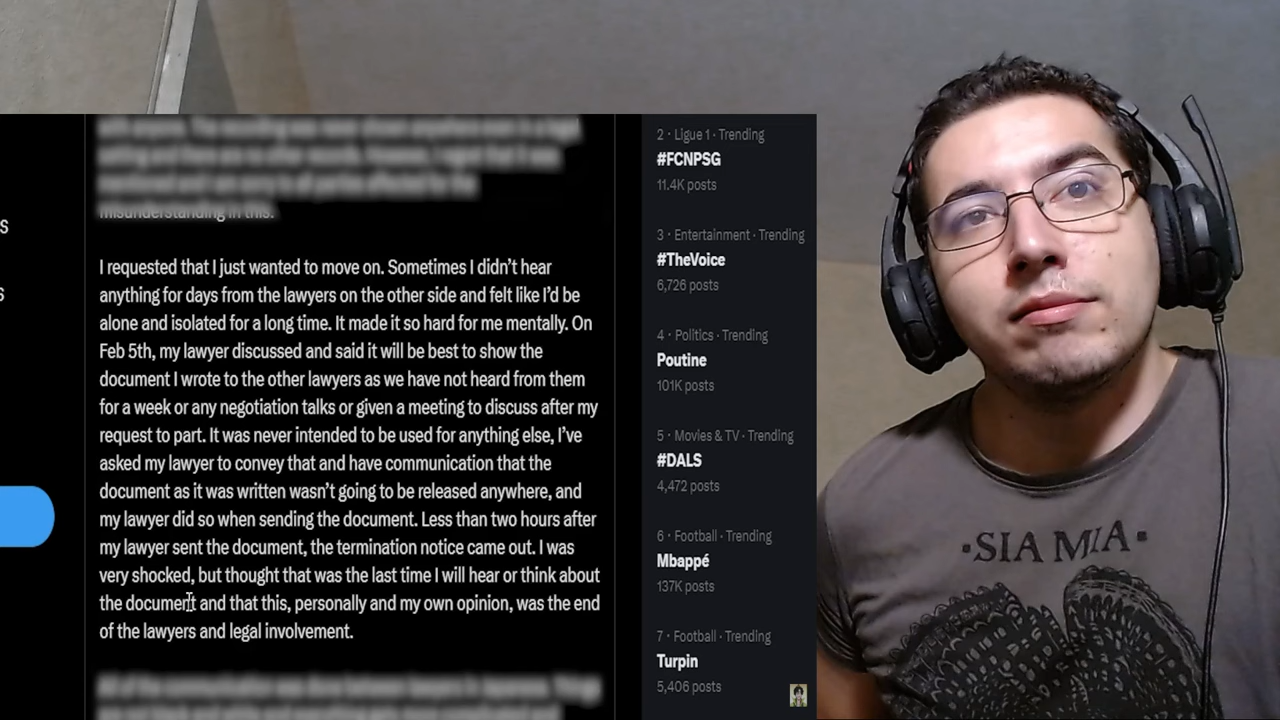 misunderstanding in this.
I requested that I just wanted to move on. Sometimes I didn't hear
anything for days from the lawyers on the other side and felt like I'd be
alone and isolated for a long time. It made it so hard for me mentally. On
Feb 5th, my lawyer discussed and said it will be best to show the
document I wrote to the other lawyers as we have not heard from them
for a week or any negotiation talks or given a meeting to discuss after my
request to part. It was never intended to be used for anything else, I've
asked my lawyer to convey that and have communication that the
document as it was written wasn't going to be released anywhere, and
my lawyer did so when sending the document. Less than two hours after
my lawyer sent the document, the termination notice came out. I was
very shocked, but thought that was the last time I will hear or think about
the document and that this, personally and my own opinion, was the end
of the lawyers and legal involvement.
2 · Ligue 1 · Trending
#FCNPSG
11.4K posts
3 · Entertainment · Trending
#TheVoice
6,726 posts
4 · Politics · Trending
Poutine
101K posts
5 · Movies & TV · Trending
#DALS
4,472 posts
6 · Football · Trending
Mbappé
137K posts
7 · Football · Trending
Turpin
5,406 posts
·SIA MIA·